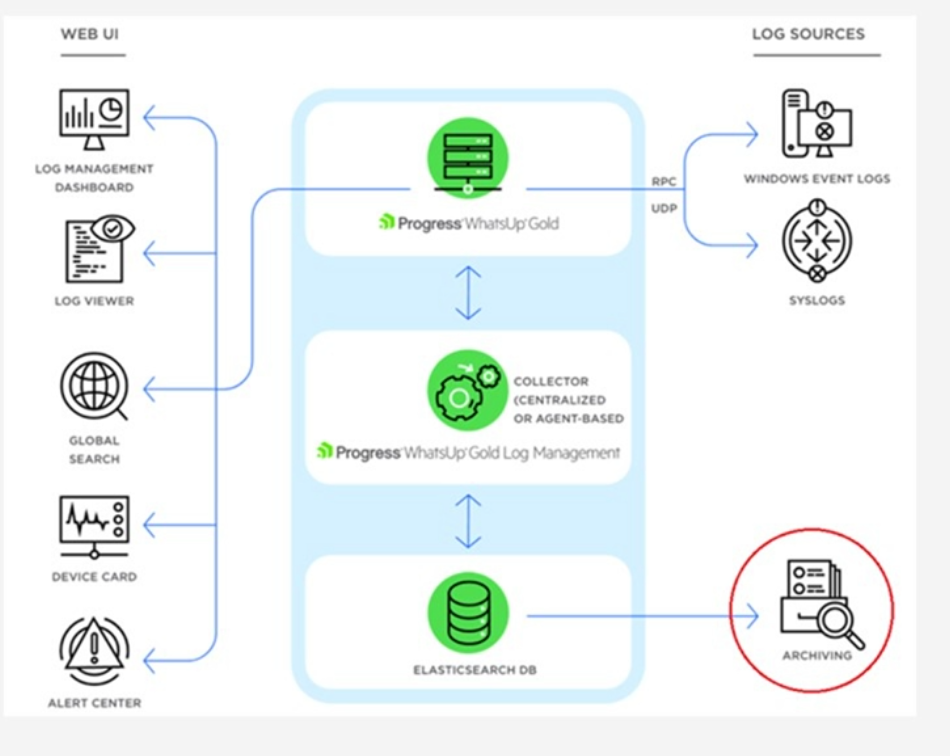 WEB UI
LOG MANAGEMENT
DASHBOARD
LOG VIEWER
GLOBAL
SEARCH
DEVICE CARD
ALERT CENTER
Progress WhatsUp Gold
COLLECTOR
(CENTRALIZED
OR AGENT-BASED
Progress WhatsUp Gold Log Management
ELASTICSEARCH DB
RPC
UDP
LOG SOURCES
WINDOWS EVENT LOGS
SYSLOGS
ARCHIVING